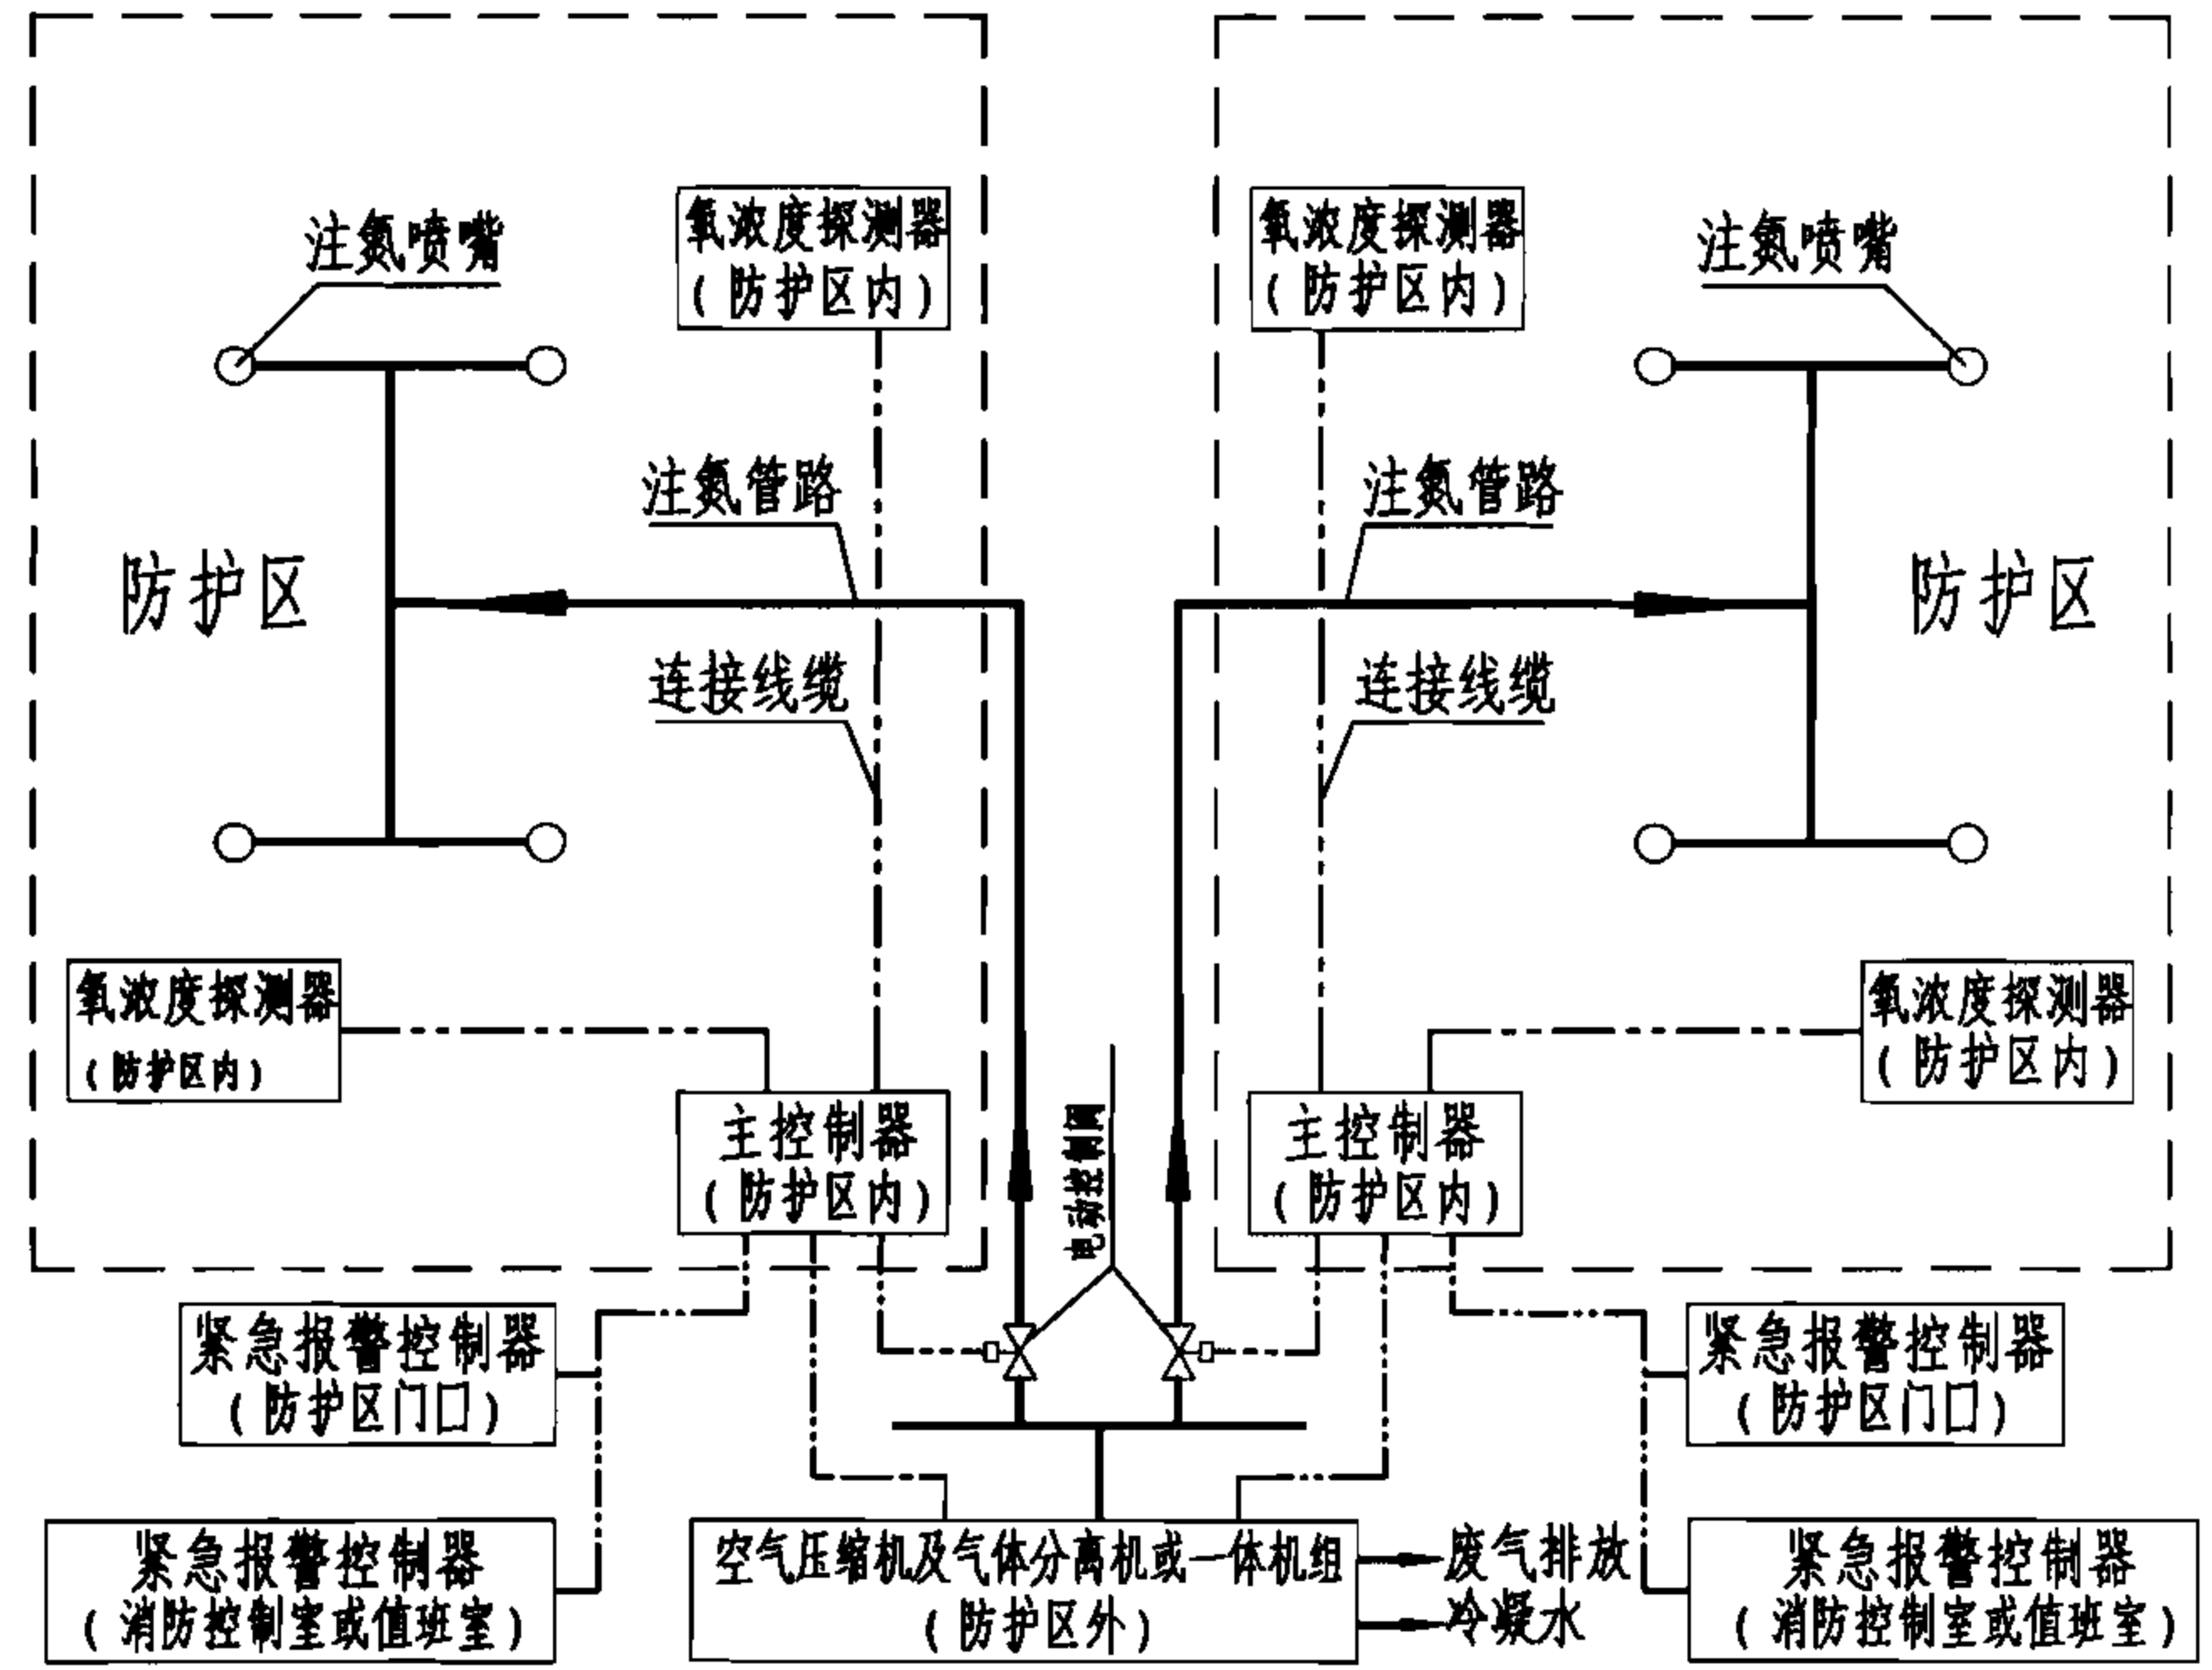 注氮喷嘴
氧浓度探测器
(防护区内)
氧浓度探测器
(防护区内)
注氮喷嘴
注氮管路
注氮管路
防护区
防护区
连接线缆
连接线缆
氧浓度探测器
(防护区内)
氧浓度探测器
(防护区内)
主控制器
(防护区内)
电动控制阀
主控制器
(防护区内)
紧急报警控制器
(防护区门口)
紧急报警控制器
(防护区门口)
紧急报警控制器
(消防控制室或值班室)
空气压缩机及气体分离机或一体机组
(防护区外)
废气排放
冷凝水
紧急报警控制器
(消防控制室或值班室)